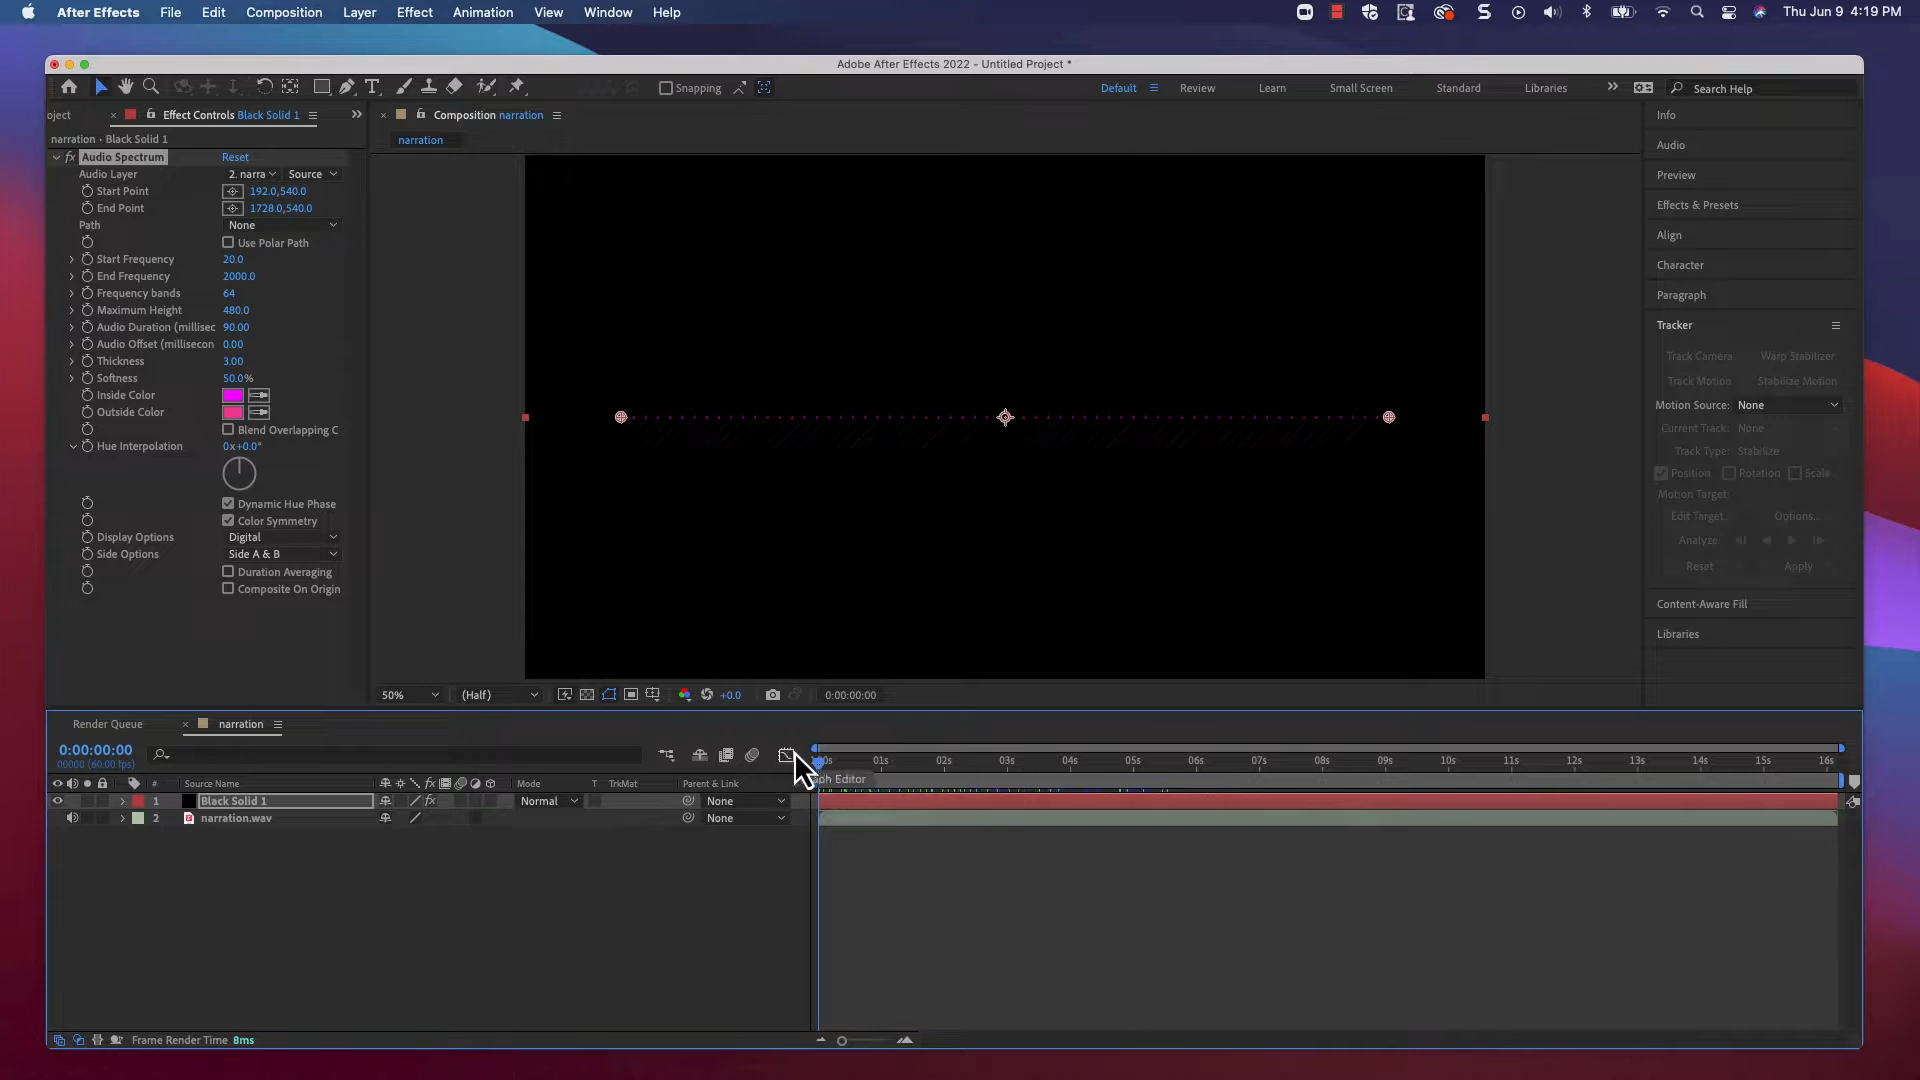 After Effects File Edit Composition Layer Effect Animation View Window Help Thu Jun 9 4:19 PM
Adobe After Effects 2022 - Untitled Project *
Snapping Default Review Learn Small Screen Standard Libraries Search Help
oject Effect Controls Black Solid 1
Composition narration
narration • Black Solid 1
narration
fx Audio Spectrum Reset
Audio Layer 2. narra Source
Start Point 192.0,540.0
End Point 1728.0,540.0
Path None
Use Polar Path
Start Frequency 20.0
End Frequency 2000.0
Frequency bands 64
Maximum Height 480.0
Audio Duration (millisec 90.00
Audio Offset (millisecon 0.00
Thickness 3.00
Softness 50.0%
Inside Color
Outside Color
Blend Overlapping C
Hue Interpolation 0x+0.0°
Dynamic Hue Phase
Color Symmetry
Display Options Digital
Side Options Side A & B
Duration Averaging
Composite On Origin
Info
Audio
Preview
Effects & Presets
Align
Character
Paragraph
Tracker
Track Camera Warp Stabilizer
Track Motion Stabilize Motion
Motion Source: None
Current Track: None
Track Type: Stabilize
Position Rotation Scale
Motion Target:
Edit Target... Options...
Analyze:
Reset Apply
Content-Aware Fill
Libraries
50% (Half) +0.0 0:00:00:00
Render Queue narration
0:00:00:00
00000 (60.00 fps)
0s 01s 02s 03s 04s 05s 06s 07s 08s 09s 10s 11s 12s 13s 14s 15s 16s
aph Editor
# Source Name fx Mode T TrkMat Parent & Link
1 Black Solid 1 fx Normal None
2 narration.wav None
Frame Render Time 8ms